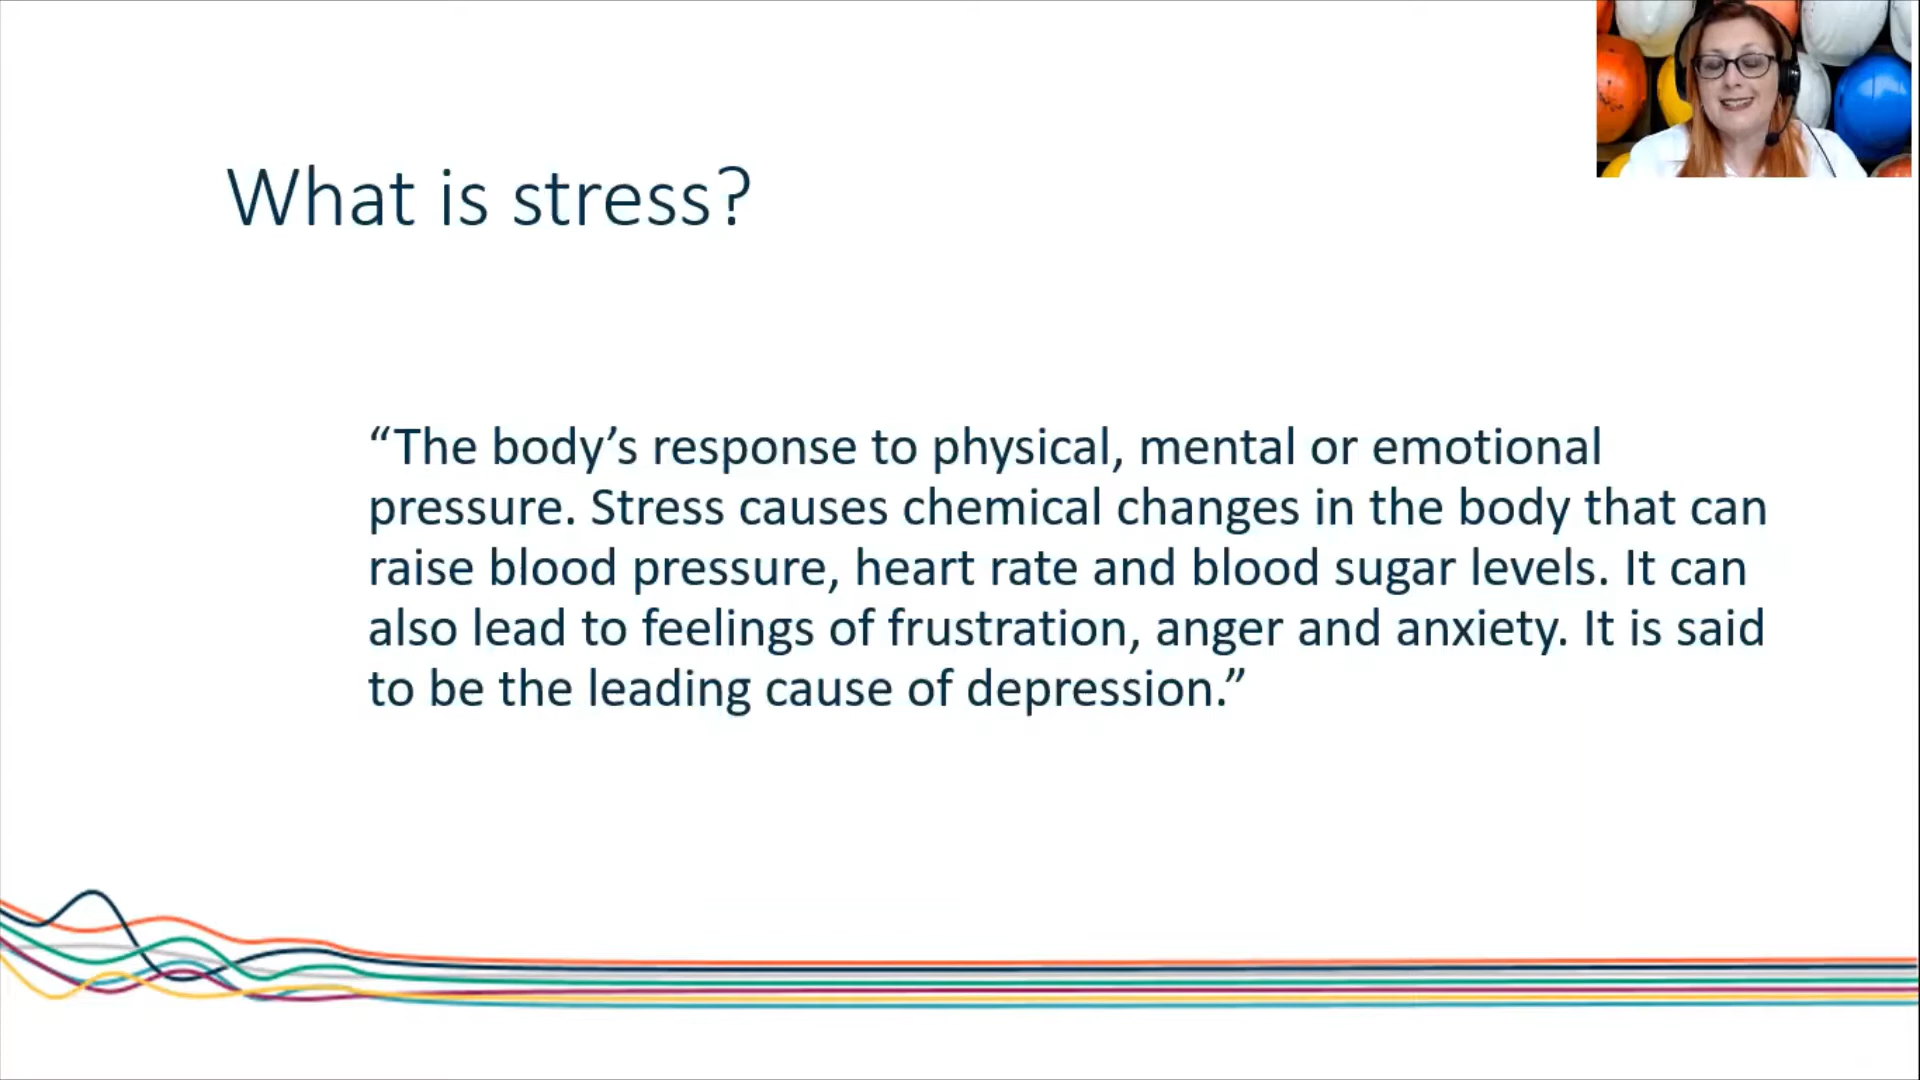 What is stress?
“The body’s response to physical, mental or emotional
pressure. Stress causes chemical changes in the body that can
raise blood pressure, heart rate and blood sugar levels. It can
also lead to feelings of frustration, anger and anxiety. It is said
to be the leading cause of depression.”